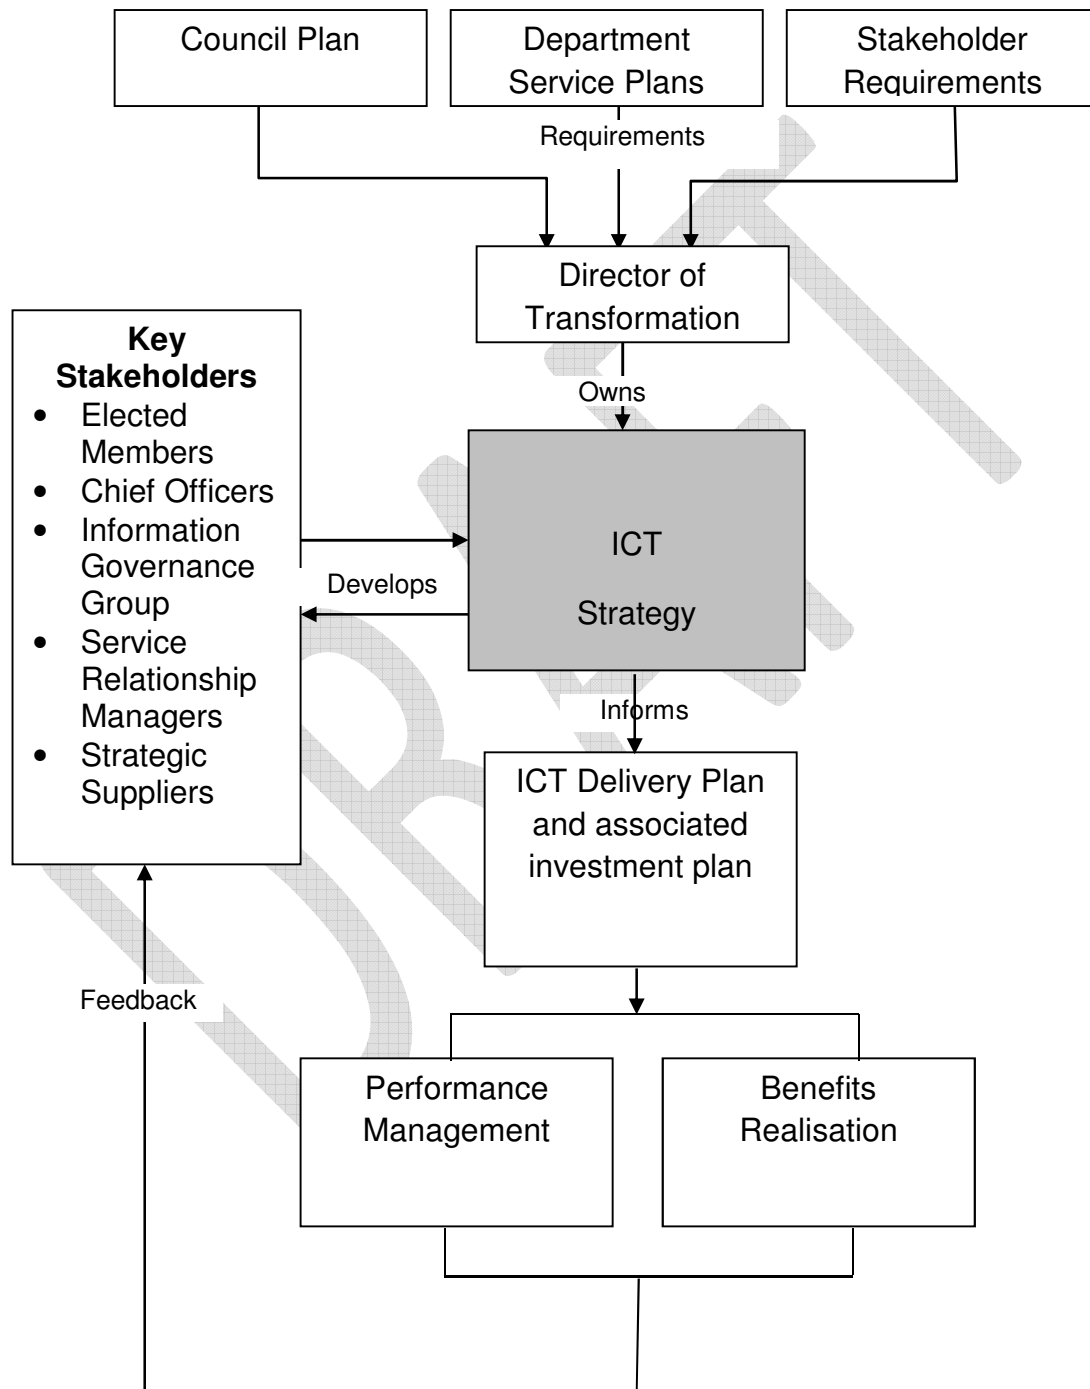 Council Plan
Department
Service Plans
Stakeholder
Requirements
Requirements
Director of
Transformation
Owns
Key
Stakeholders
• Elected
Members
• Chief Officers
• Information
Governance
Group
• Service
Relationship
Managers
• Strategic
Suppliers
Develops
ICT
Strategy
Informs
ICT Delivery Plan
and associated
investment plan
Feedback
Performance
Management
Benefits
Realisation
DRAFT